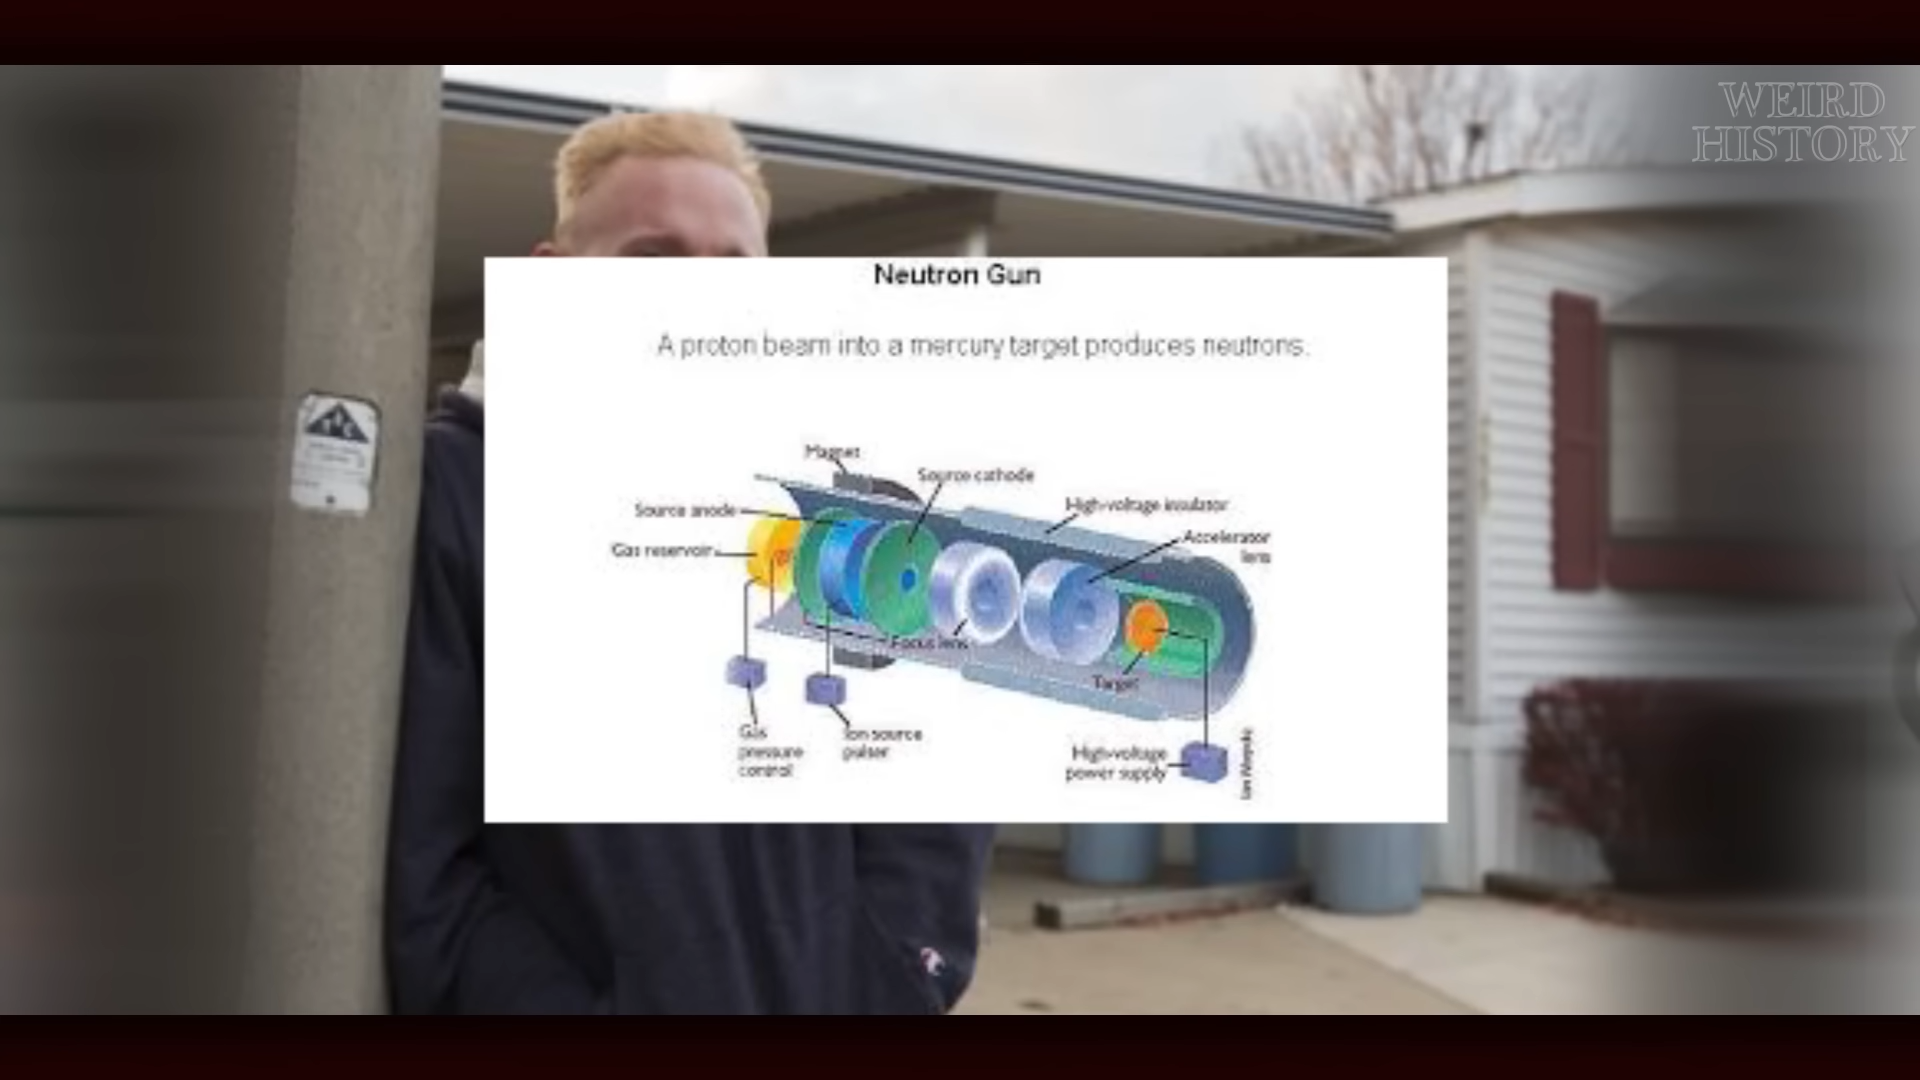 WEIRD
HISTORY
Neutron Gun
A proton beam into a mercury target produces neutrons.
Magnet
Source cathode
Source anode
High-voltage insulator
Gas reservoir
Accelerator
lens
Focus lens
Target
Gas
pressure
control
Ion source
pulser
High-voltage
power supply